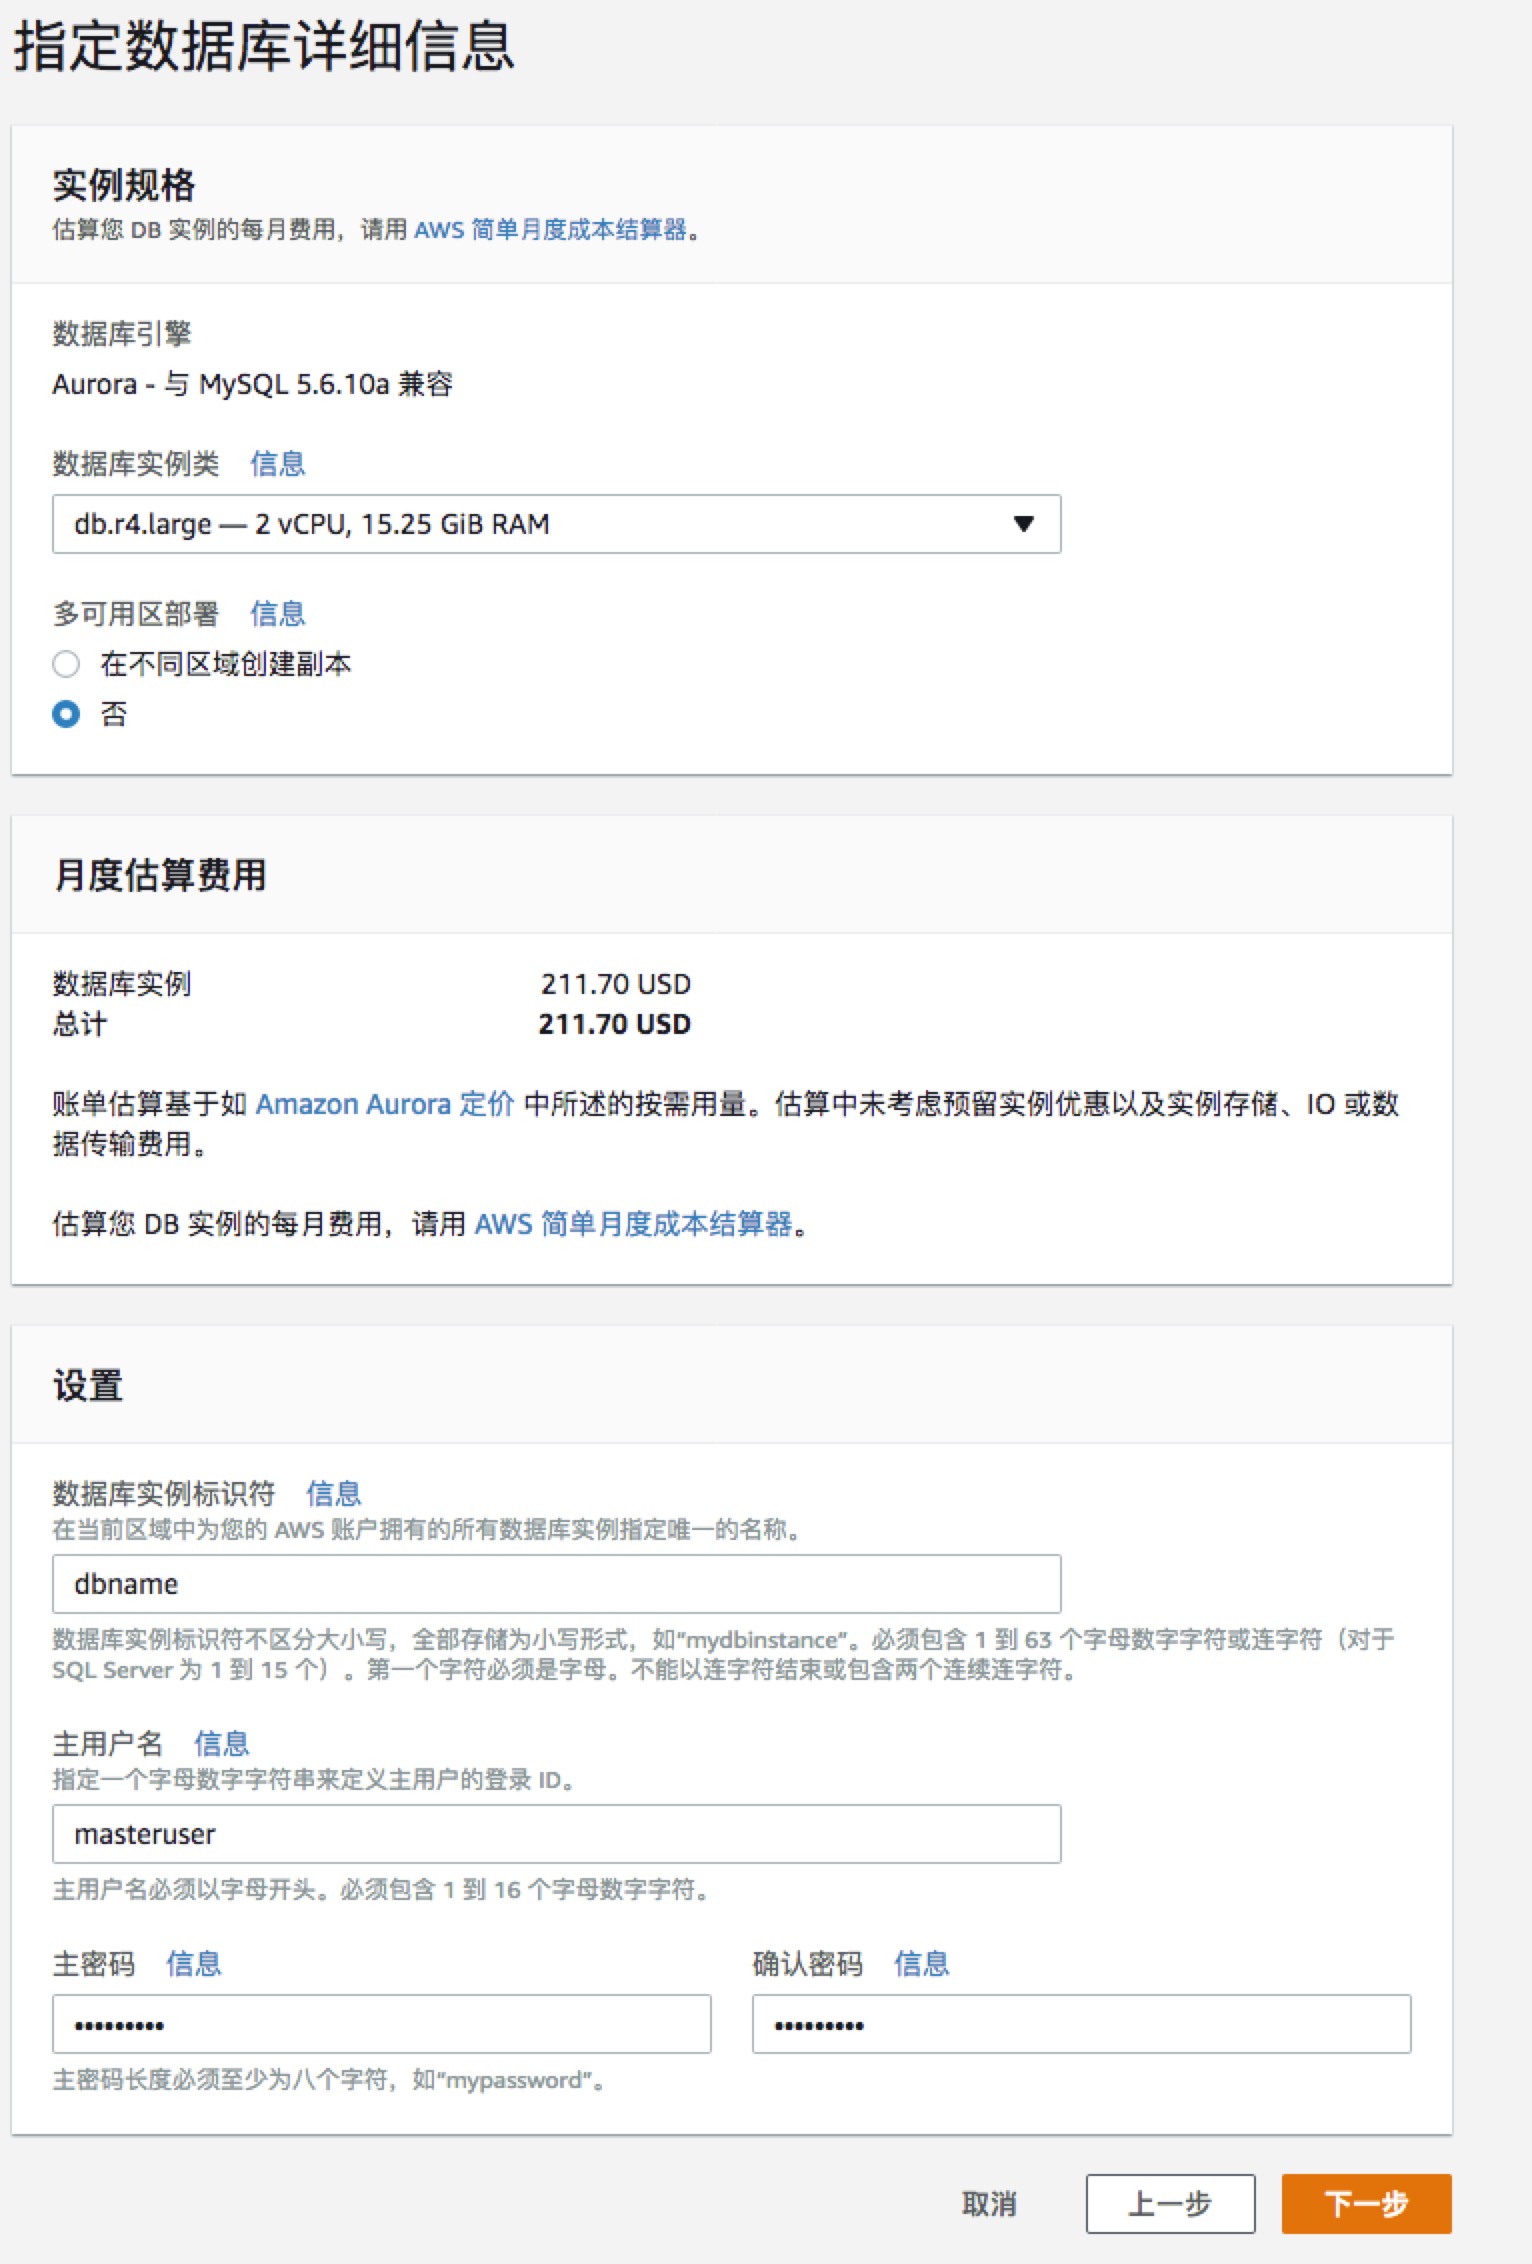 指定数据库详细信息
实例规格
估算您 DB 实例的每月费用，请用 AWS 简单月度成本结算器。
数据库引擎
Aurora - 与 MySQL 5.6.10a 兼容
数据库实例类 信息
db.r4.large — 2 vCPU, 15.25 GiB RAM
多可用区部署 信息
在不同区域创建副本
否
月度估算费用
数据库实例 211.70 USD
总计 211.70 USD
账单估算基于如 Amazon Aurora 定价 中所述的按需用量。估算中未考虑预留实例优惠以及实例存储、IO 或数
据传输费用。
估算您 DB 实例的每月费用，请用 AWS 简单月度成本结算器。
设置
数据库实例标识符 信息
在当前区域中为您的 AWS 账户拥有的所有数据库实例指定唯一的名称。
dbname
数据库实例标识符不区分大小写，全部存储为小写形式，如“mydbinstance”。必须包含 1 到 63 个字母数字字符或连字符（对于
SQL Server 为 1 到 15 个）。第一个字符必须是字母。不能以连字符结束或包含两个连续连字符。
主用户名 信息
指定一个字母数字字符串来定义主用户的登录 ID。
masteruser
主用户名必须以字母开头。必须包含 1 到 16 个字母数字字符。
主密码 信息 确认密码 信息
••••••••• •••••••••
主密码长度必须至少为八个字符，如“mypassword”。
取消 上一步 下一步